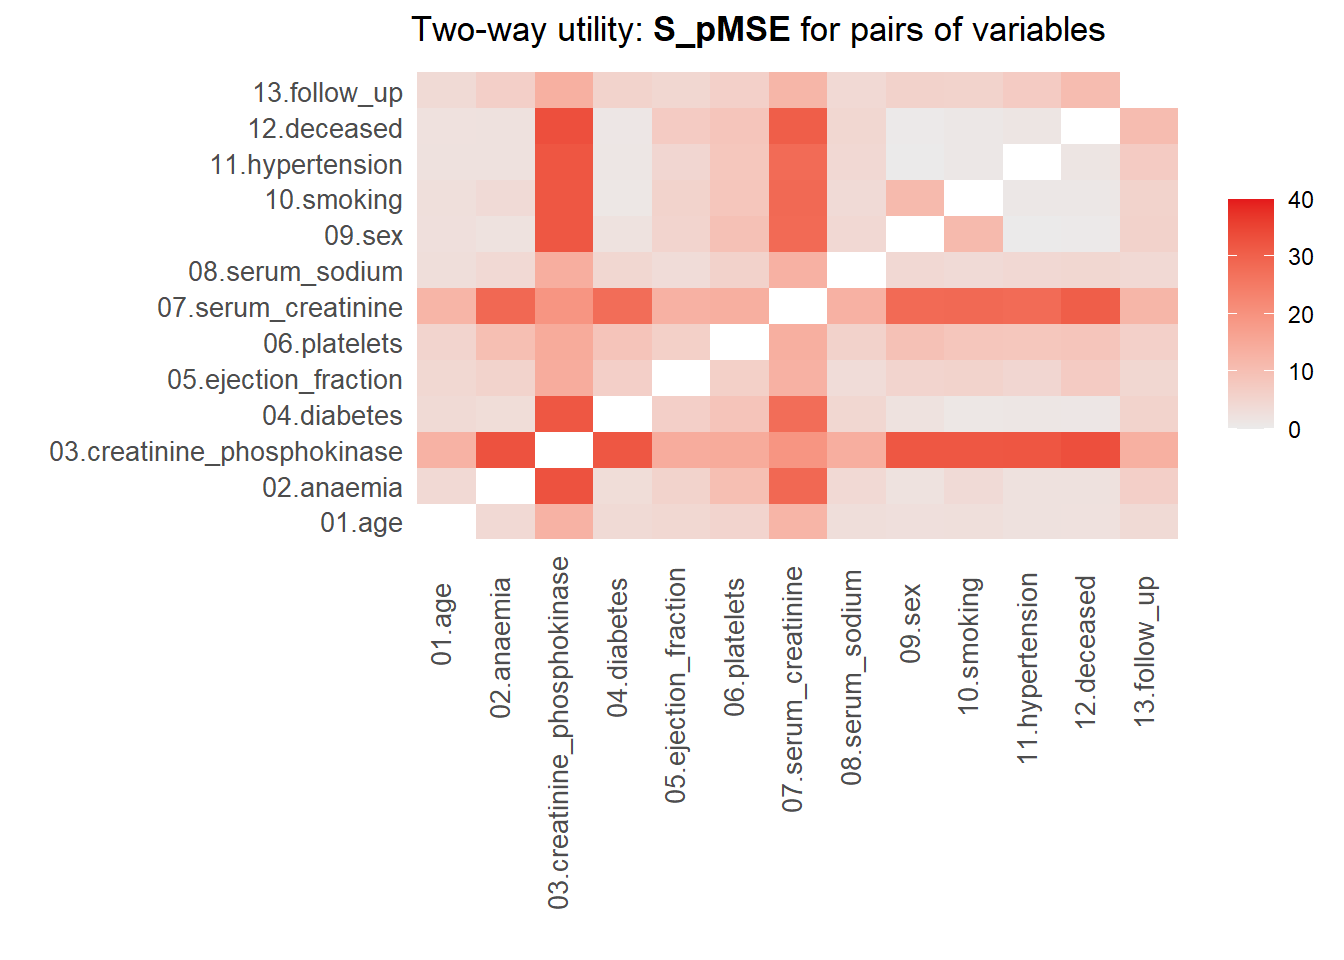 Two-way utility: S_pMSE for pairs of variables
13.follow_up
12.deceased
11.hypertension
10.smoking
09.sex
08.serum_sodium
07.serum_creatinine
06.platelets
05.ejection_fraction
04.diabetes
03.creatinine_phosphokinase
02.anaemia
01.age
40
30
20
10
0
01.age
02.anaemia
03.creatinine_phosphokinase
04.diabetes
05.ejection_fraction
06.platelets
07.serum_creatinine
08.serum_sodium
09.sex
10.smoking
11.hypertension
12.deceased
13.follow_up